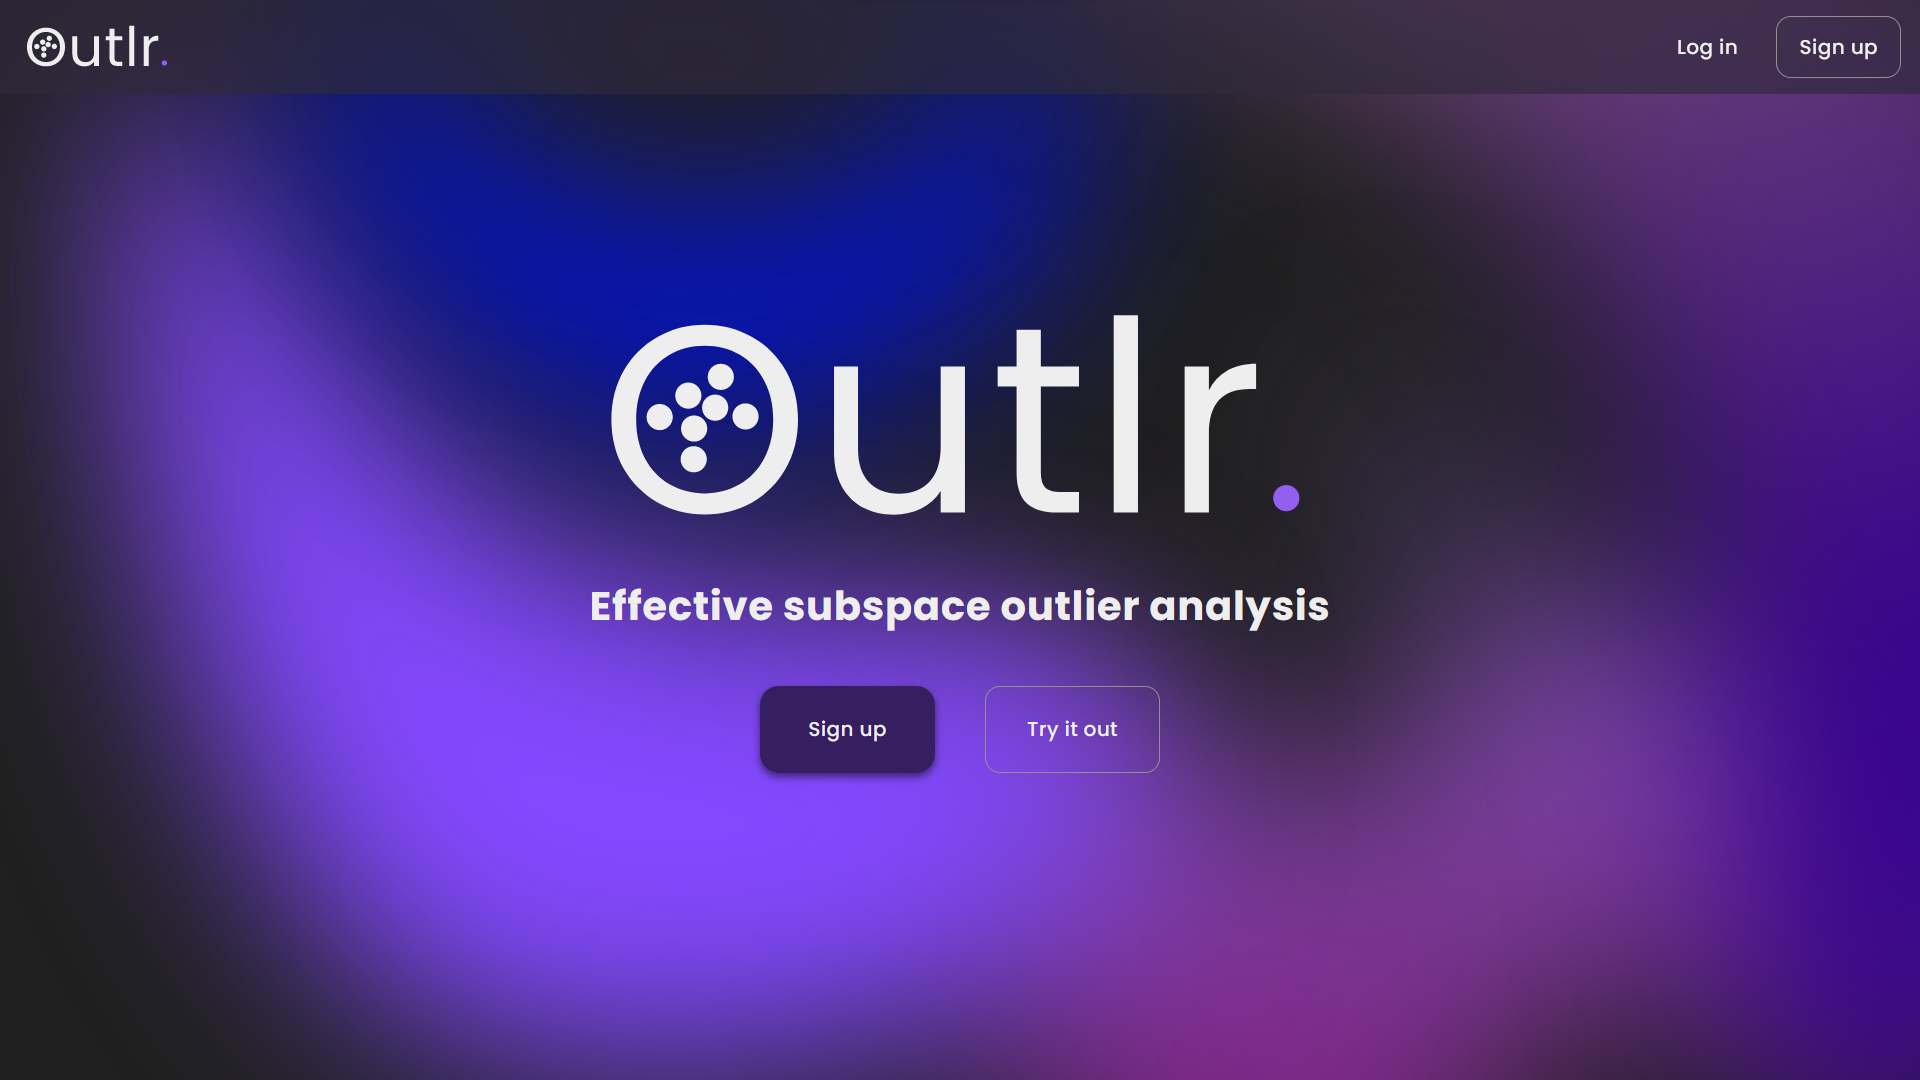 Outlr.
Log in
Sign up
Outlr.
Effective subspace outlier analysis
Sign up
Try it out